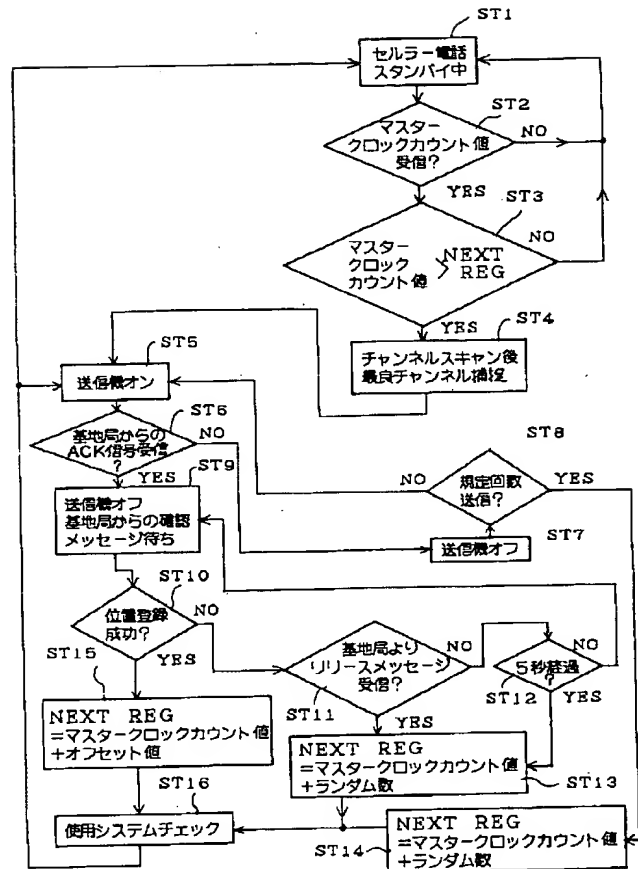 ST1
セルラー電話
スタンバイ中
ST2
マスター
クロックカウント値
受信?
NO
YES
ST3
マスター
クロック
カウント値
>
NEXT
REG
NO
YES
ST4
チャンネルスキャン後
最良チャンネル捕捉
ST5
送信機オン
ST6
基地局からの
ACK信号受信
?
NO
YES
ST8
規定回数
送信?
NO
YES
ST7
送信機オフ
ST9
送信機オフ
基地局からの確認
メッセージ待ち
ST10
位置登録
成功?
NO
YES
ST11
基地局より
リリースメッセージ
受信?
NO
YES
ST12
5秒経過
?
NO
YES
ST15
NEXT REG
=マスタークロックカウント値
+オフセット値
ST13
NEXT REG
=マスタークロックカウント値
+ランダム数
ST16
使用システムチェック
ST14
NEXT REG
=マスタークロックカウント値
+ランダム数